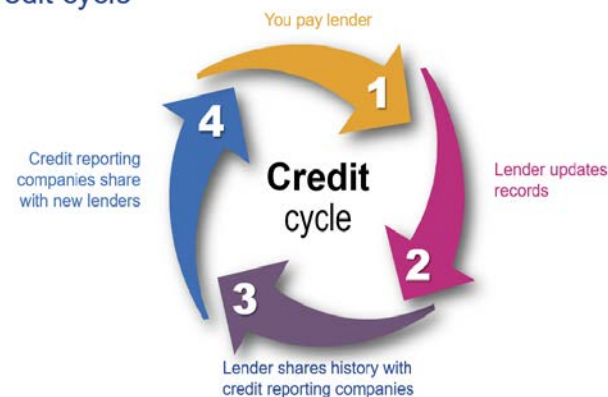 cycle
You pay lender
1
4
Credit reporting
companies share
with new lenders
Credit
cycle
Lender updates
records
2
3
Lender shares history with
credit reporting companies